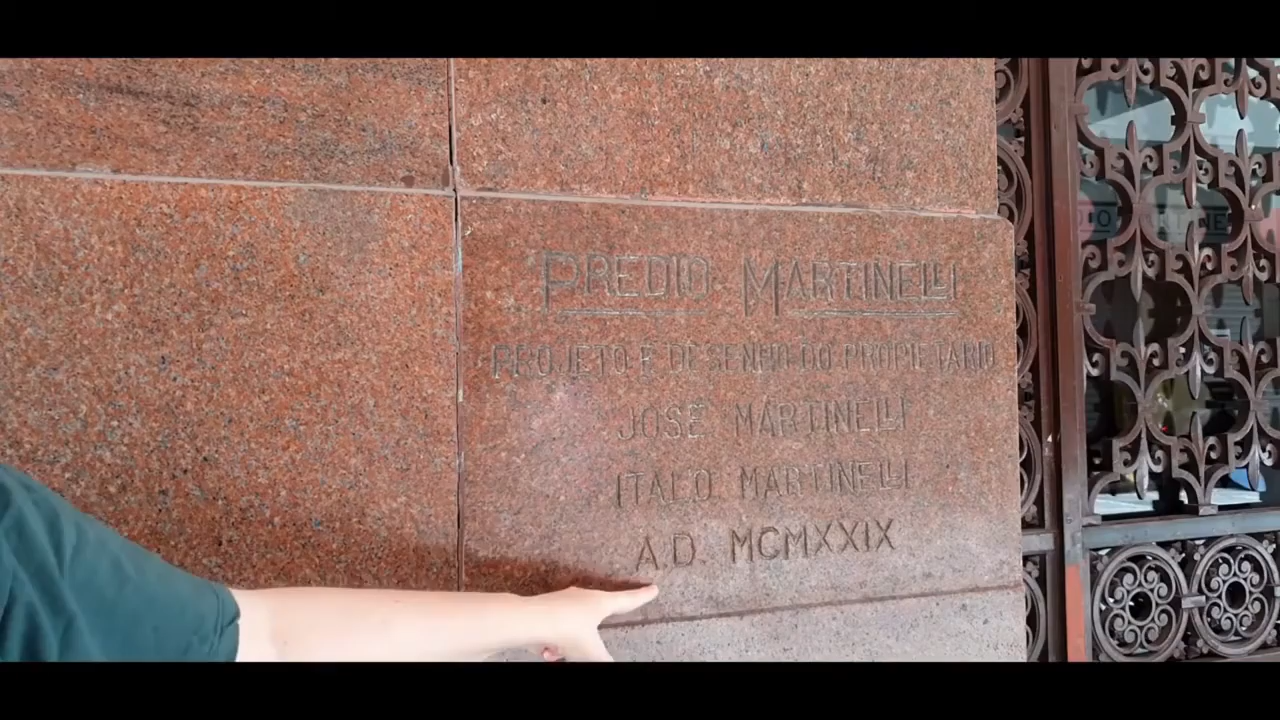 PREDIO MARTINELLI
PROJETO E DESENHO DO PROPIETARIO
JOSE MARTINELLI
ITALO MARTINELLI
A.D. MCMXXIX